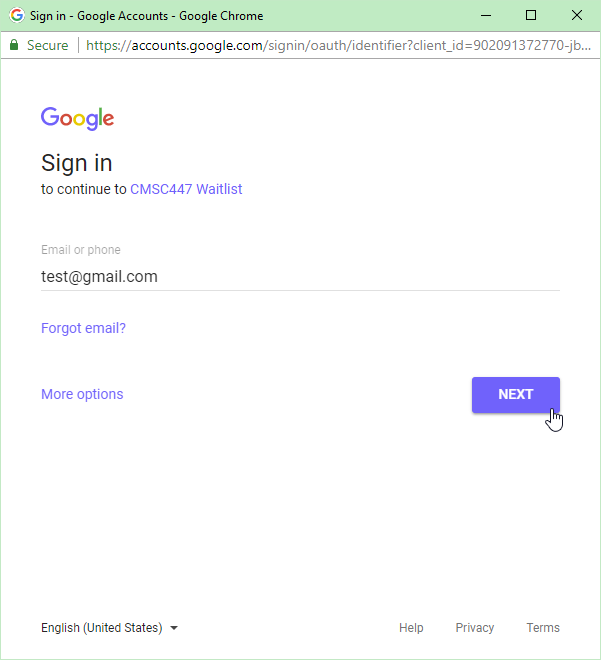 Sign in - Google Accounts - Google Chrome
Secure https://accounts.google.com/signin/oauth/identifier?client_id=902091372770-jb...
Google
Sign in
to continue to CMSC447 Waitlist
Email or phone
test@gmail.com
Forgot email?
More options NEXT
English (United States) Help Privacy Terms